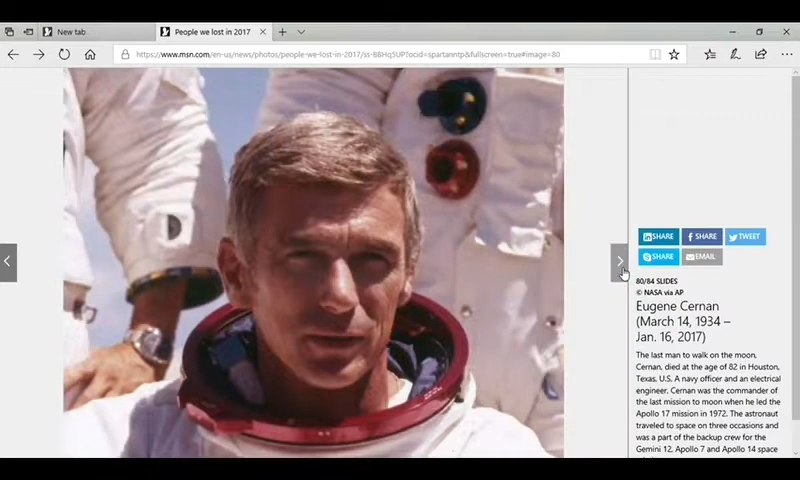 New tab
People we lost in 2017
https://www.msn.com/en-us/news/photos/people-we-lost-in-2017/ss-BBHq5UP?ocid=spartanntp&fullscreen=true#image=80
SHARE SHARE TWEET
SHARE EMAIL
80/84 SLIDES
© NASA via AP
Eugene Cernan
(March 14, 1934 –
Jan. 16, 2017)
The last man to walk on the moon,
Cernan, died at the age of 82 in Houston,
Texas, U.S. A navy officer and an electrical
engineer, Cernan was the commander of
the last mission to moon when he led the
Apollo 17 mission in 1972. The astronaut
traveled to space on three occasions and
was a part of the backup crew for the
Gemini 12, Apollo 7 and Apollo 14 space